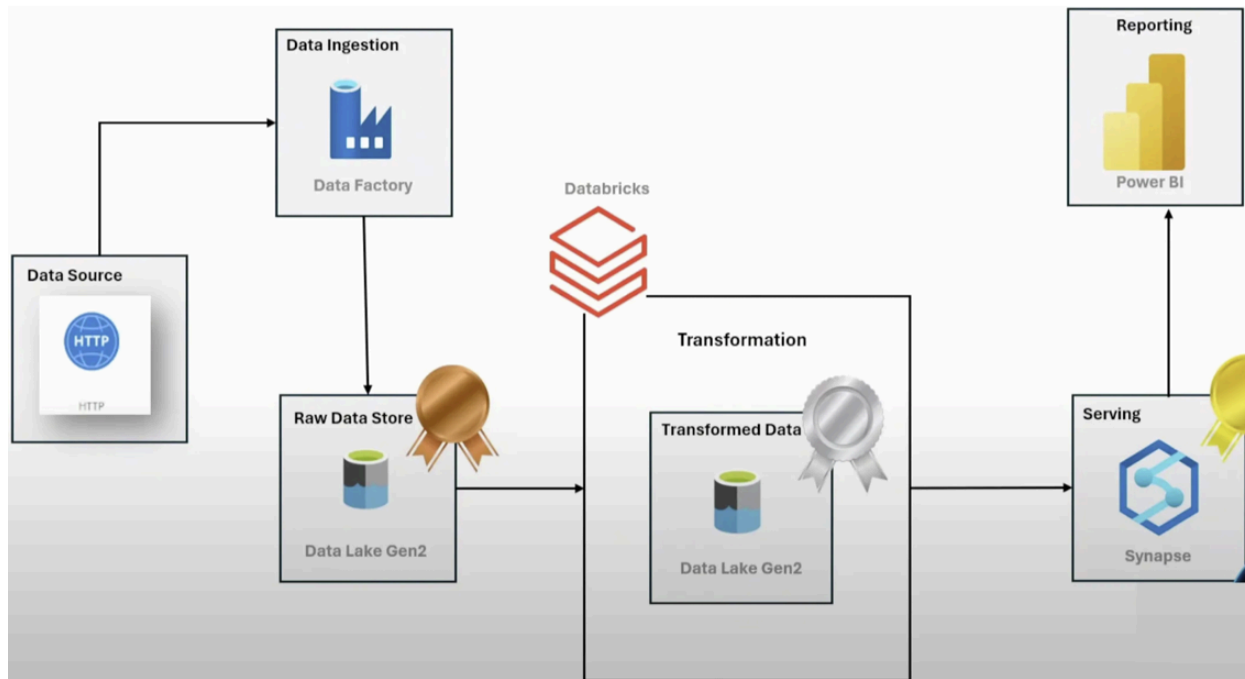 Data Source
HTTP
HTTP
Data Ingestion
Data Factory
Raw Data Store
Data Lake Gen2
Databricks
Transformation
Transformed Data
Data Lake Gen2
Serving
Synapse
Reporting
Power BI